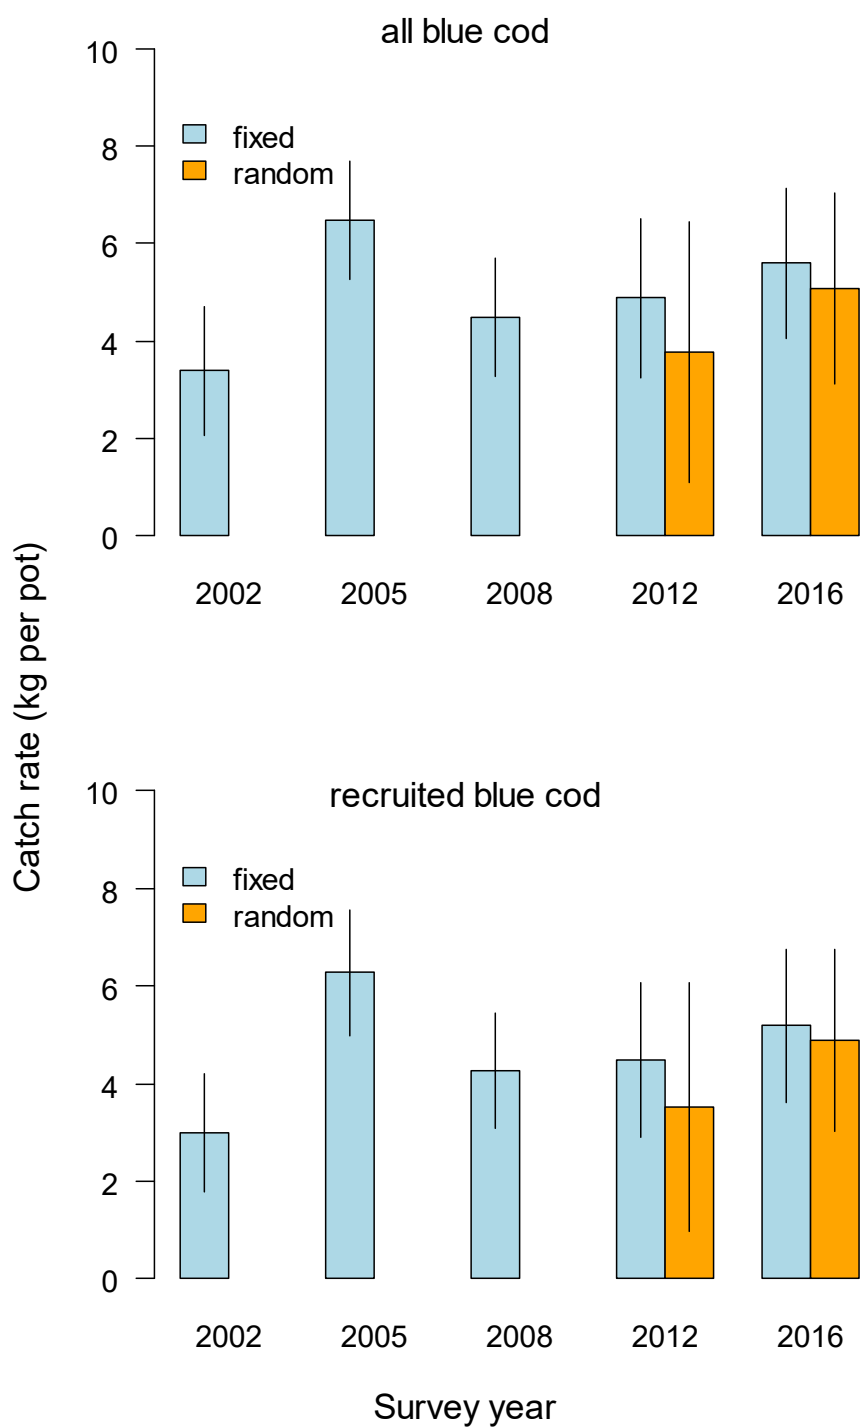 all blue cod
10
8
6
4
2
0
fixed
random
2002 2005 2008 2012 2016
Catch rate (kg per pot)
recruited blue cod
10
8
6
4
2
0
fixed
random
2002 2005 2008 2012 2016
Survey year